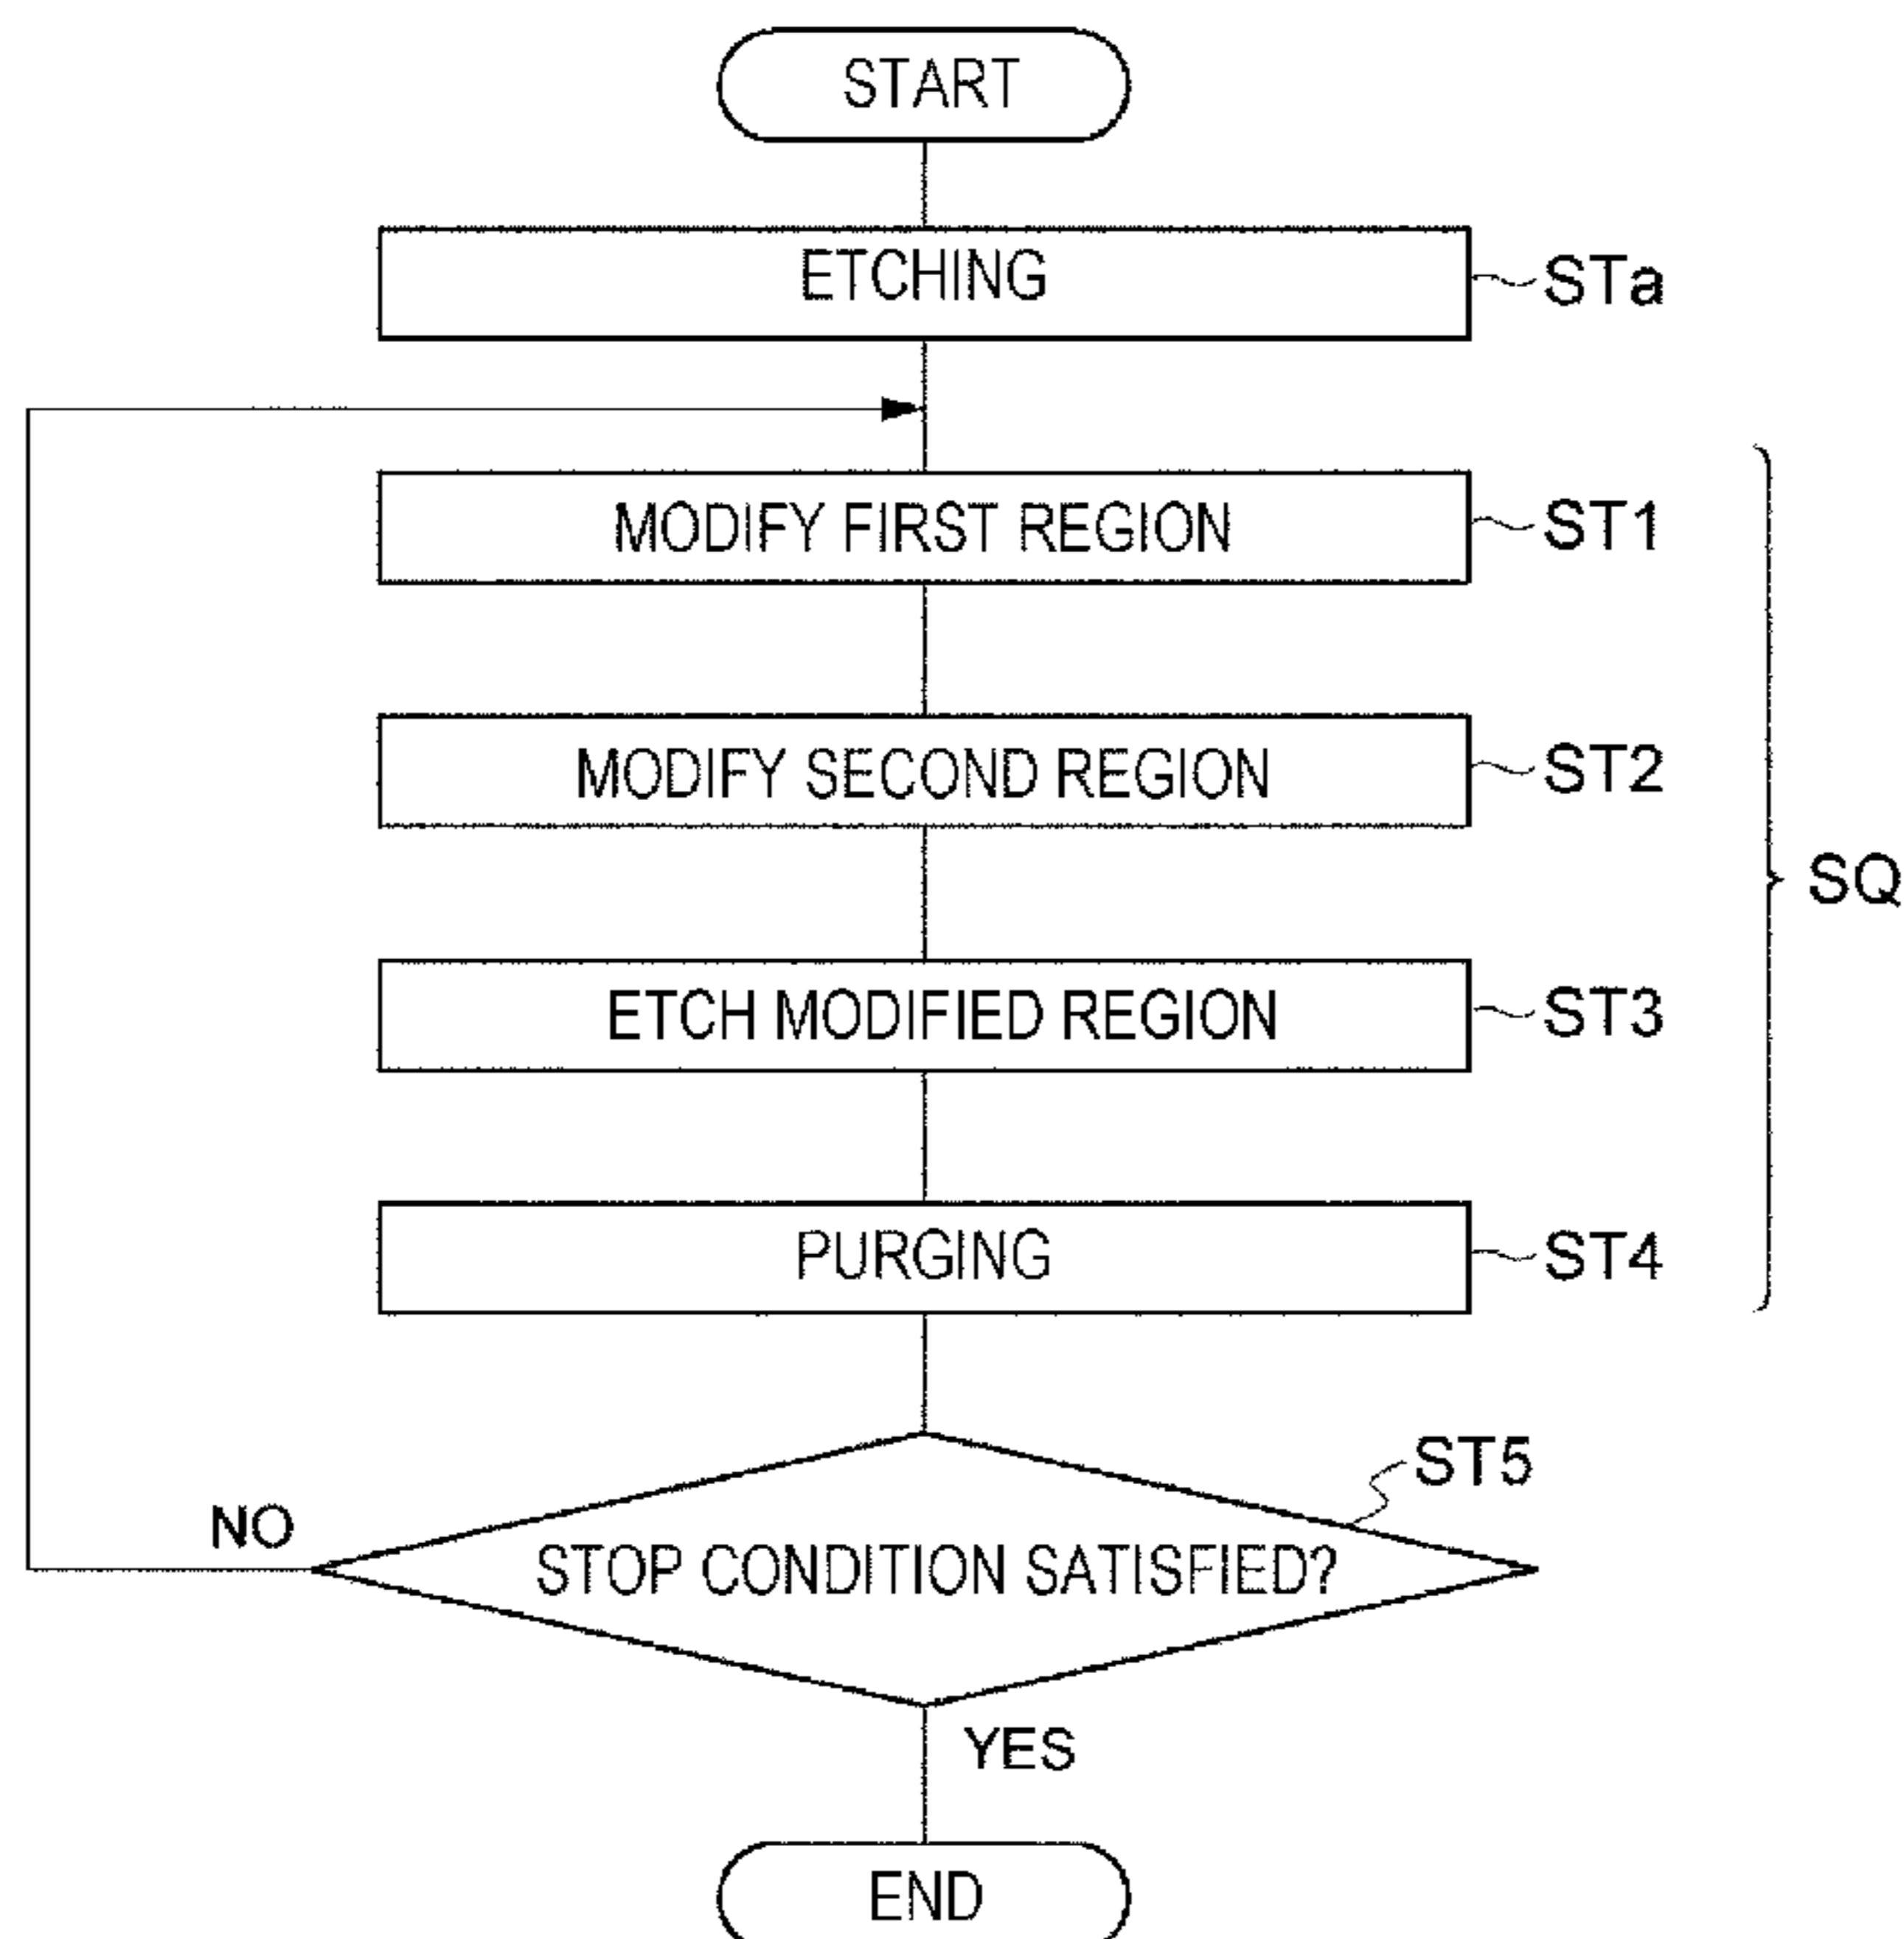 START
ETCHING
STa
MODIFY FIRST REGION
ST1
MODIFY SECOND REGION
ST2
SQ
ETCH MODIFIED REGION
ST3
PURGING
ST4
ST5
NO
STOP CONDITION SATISFIED?
YES
END